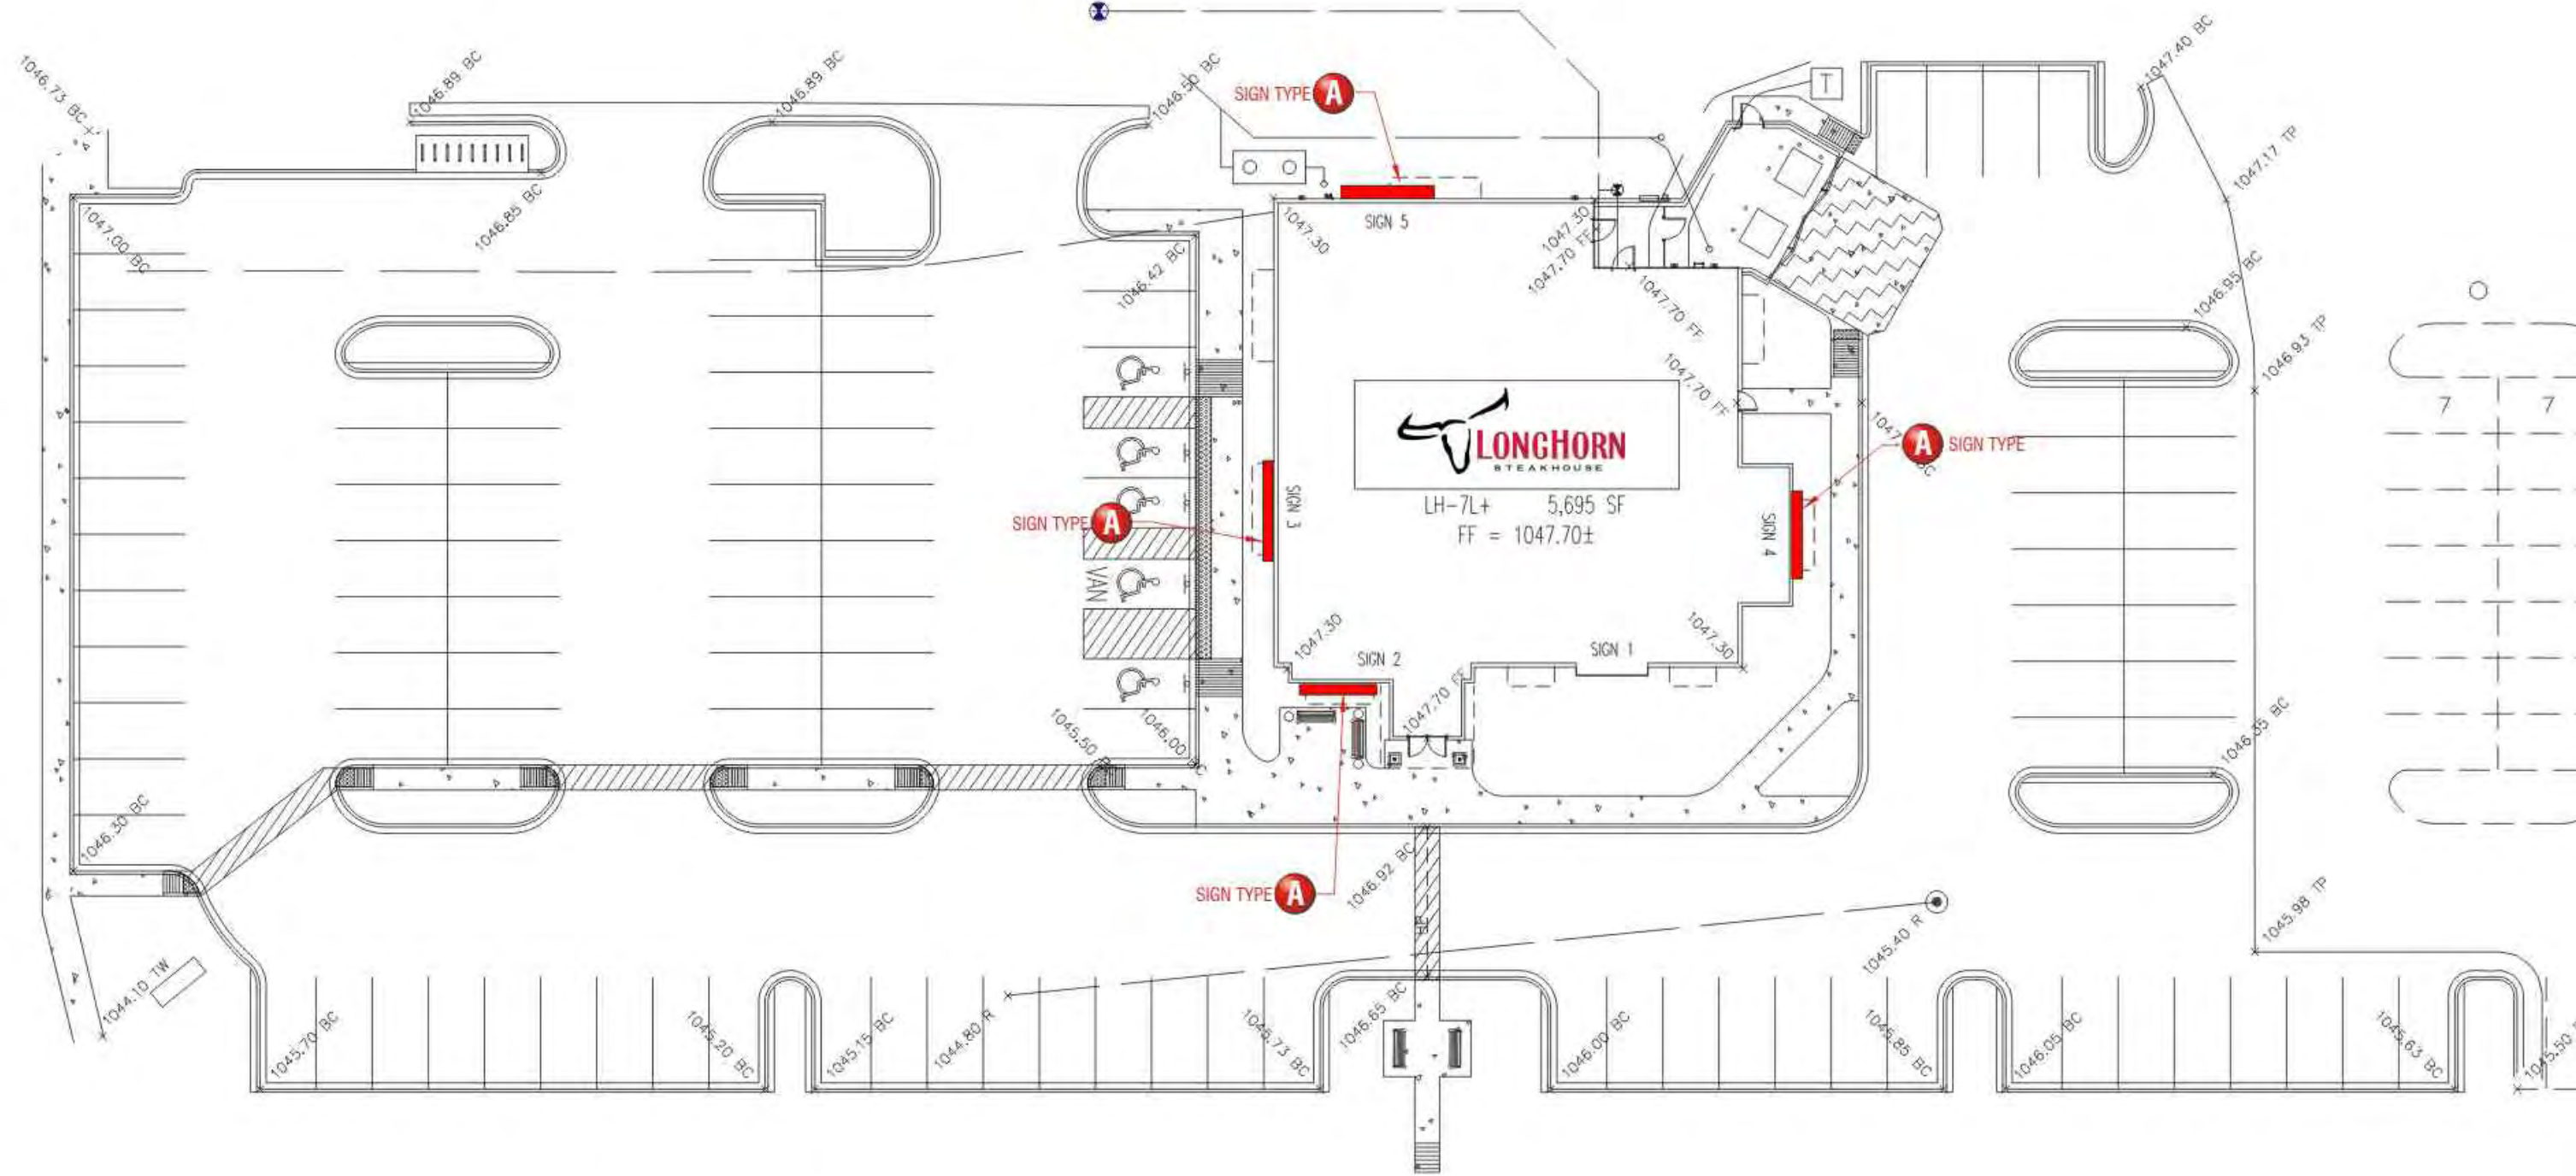 1046.73 BC
1046.89 BC
1046.89 BC
1046.50 BC
SIGN TYPE A
T
1047.40 BC
1047.17 TP
1047.00 BC
1046.85 BC
1046.42 BC
1047.30
SIGN 5
1047.30
1047.70 FF
1047.70 FF
1046.95 BC
1046.93 TP
1047.70 FF
7
7
LONGHORN
STEAKHOUSE
LH-7L+ 5,695 SF
FF = 1047.70±
A SIGN TYPE
SIGN TYPE A
SIGN 3
SIGN 4
VAN
1047.30
SIGN 2
SIGN 1
1047.30
1047.70 FF
1045.50
1046.00
1046.35 BC
1046.30 BC
SIGN TYPE A
1046.92 BC
1045.40 R
1045.98 TP
1044.10 TW
1045.70 BC
1045.20 BC
1045.15 BC
1044.80 R
1045.73 BC
1046.65 BC
1046.00 BC
1045.85 BC
1046.05 BC
1045.63 BC
1045.50